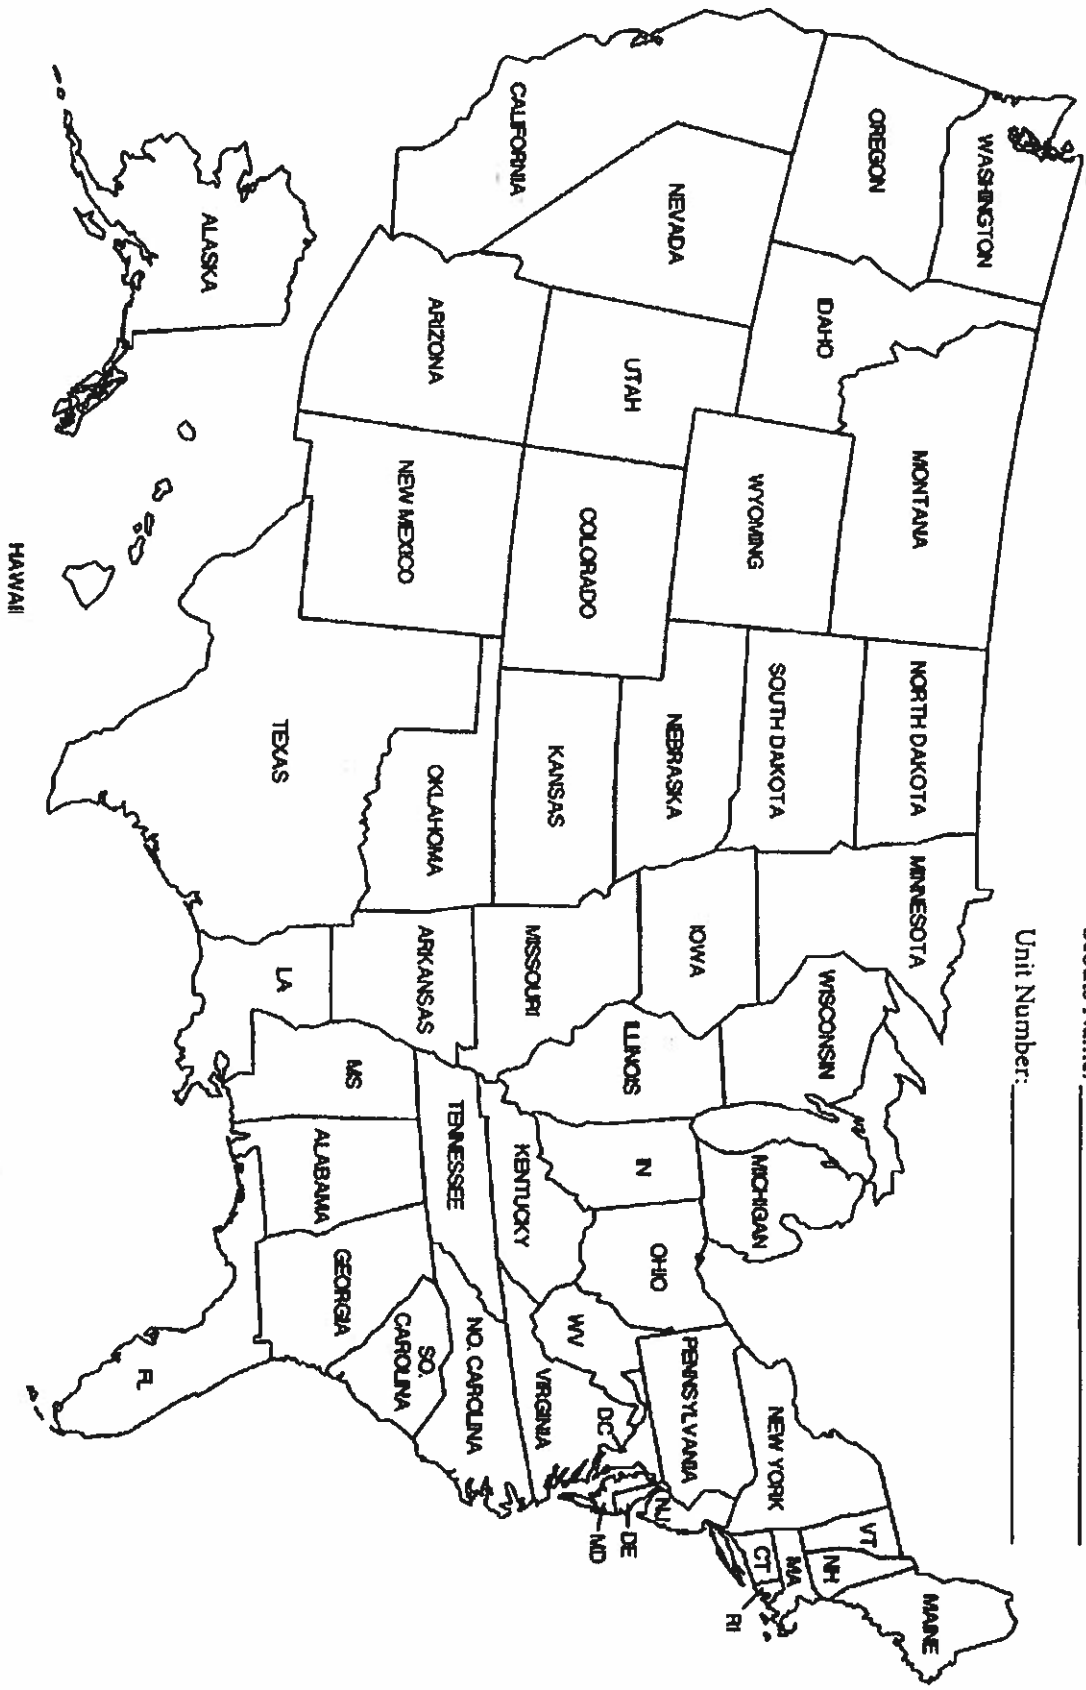 Unit Number:
WASHINGTON
OREGON
CALIFORNIA
NEVADA
IDAHO
MONTANA
WYOMING
UTAH
ARIZONA
COLORADO
NEW MEXICO
NORTH DAKOTA
SOUTH DAKOTA
NEBRASKA
KANSAS
OKLAHOMA
TEXAS
MINNESOTA
IOWA
MISSOURI
ARKANSAS
LA
WISCONSIN
ILLINOIS
MICHIGAN
IN
OHIO
KENTUCKY
TENNESSEE
MS
ALABAMA
GEORGIA
FL
SO.
CAROLINA
NO. CAROLINA
VIRGINIA
WV
DC
PENNSYLVANIA
NEW YORK
VT
NH
MAINE
MA
CT
RI
NJ
DE
MD
ALASKA
HAWAII